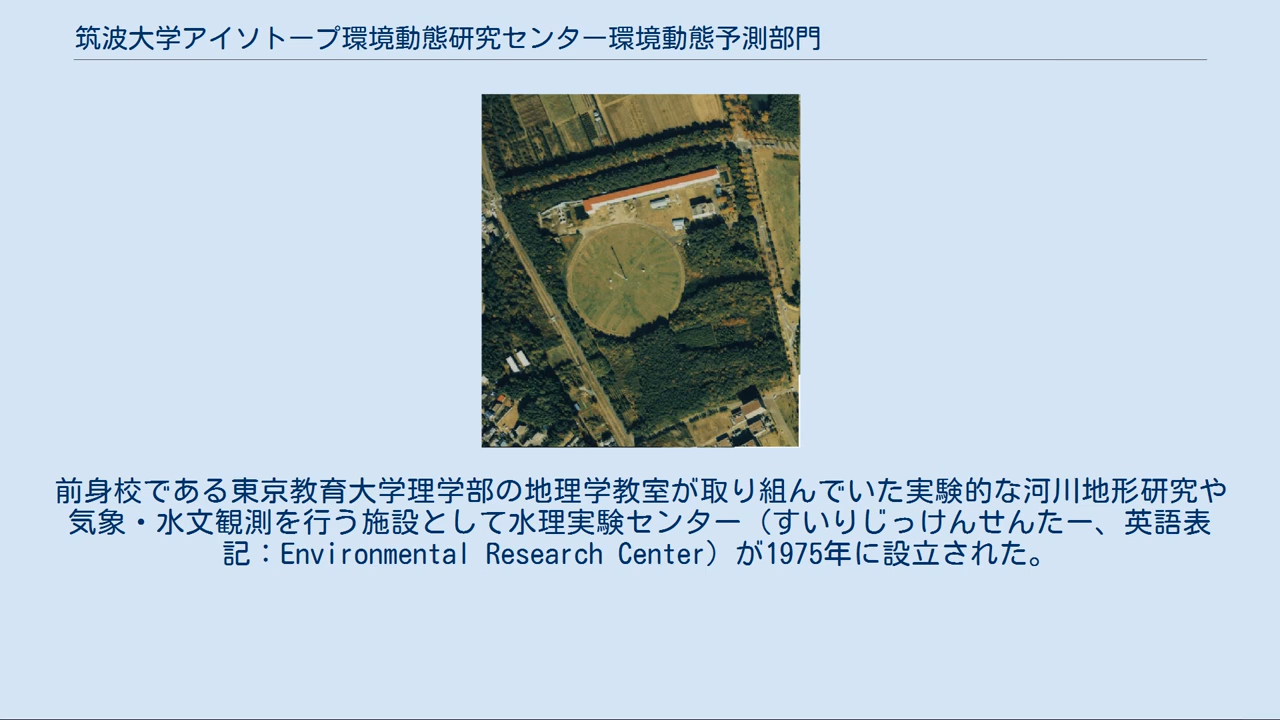 筑波大学アイソトープ環境動態研究センター環境動態予測部門
前身校である東京教育大学理学部の地理学教室が取り組んでいた実験的な河川地形研究や
気象・水文観測を行う施設として水理実験センター（すいりじっけんせんたー、英語表
記：Environmental Research Center）が1975年に設立された。